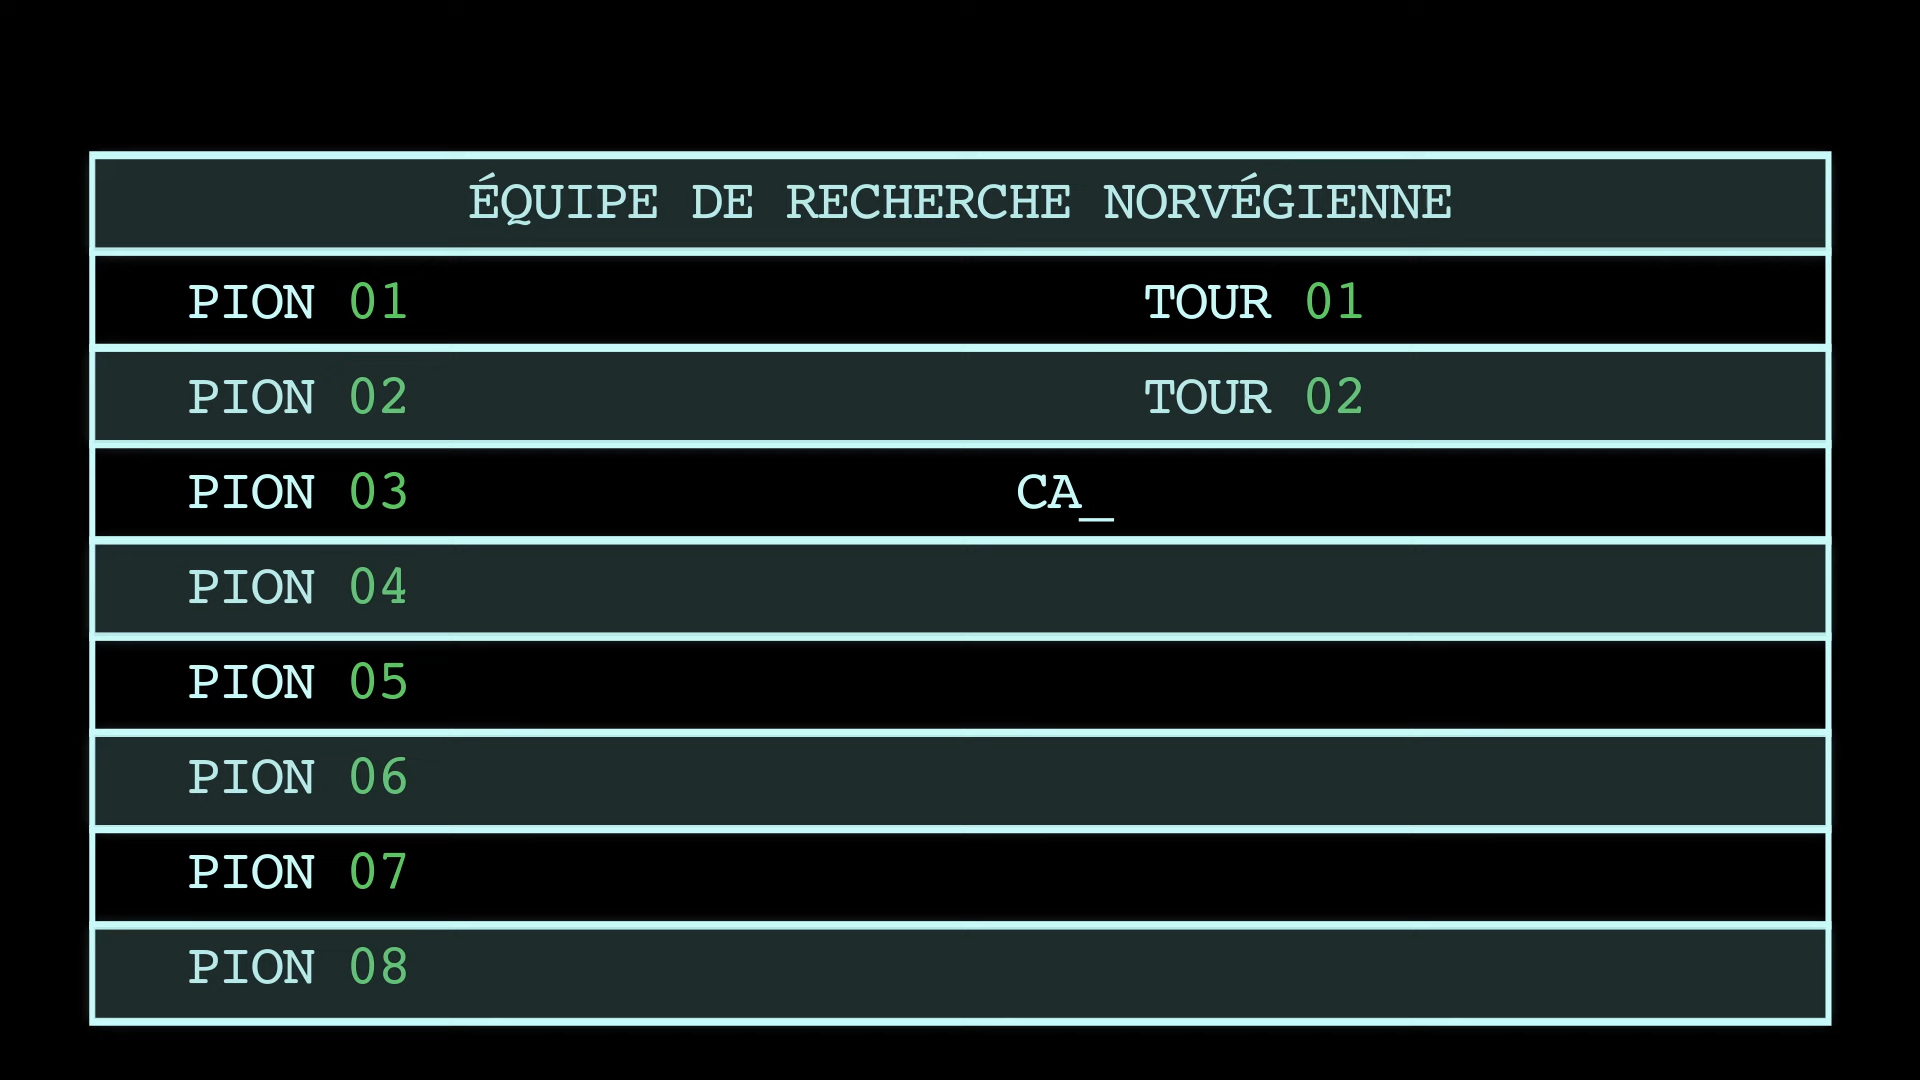 ÉQUIPE DE RECHERCHE NORVÉGIENNE
PION 01 TOUR 01
PION 02 TOUR 02
PION 03 CA_
PION 04
PION 05
PION 06
PION 07
PION 08